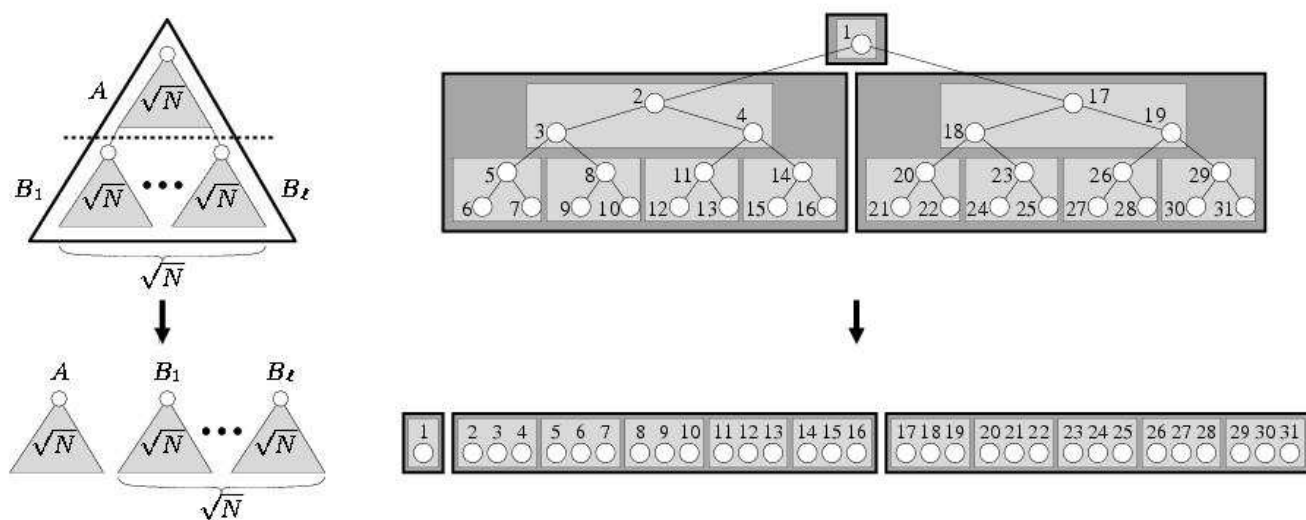 A
√N
B₁
√N
√N
Bℓ
√N
A
B₁
Bℓ
√N
√N
√N
√N
1
2
17
3
4
18
19
5
8
11
14
20
23
26
29
6
7
9
10
12
13
15
16
21
22
24
25
27
28
30
31
1 2 3 4 5 6 7 8 9 10 11 12 13 14 15 16 17 18 19 20 21 22 23 24 25 26 27 28 29 30 31